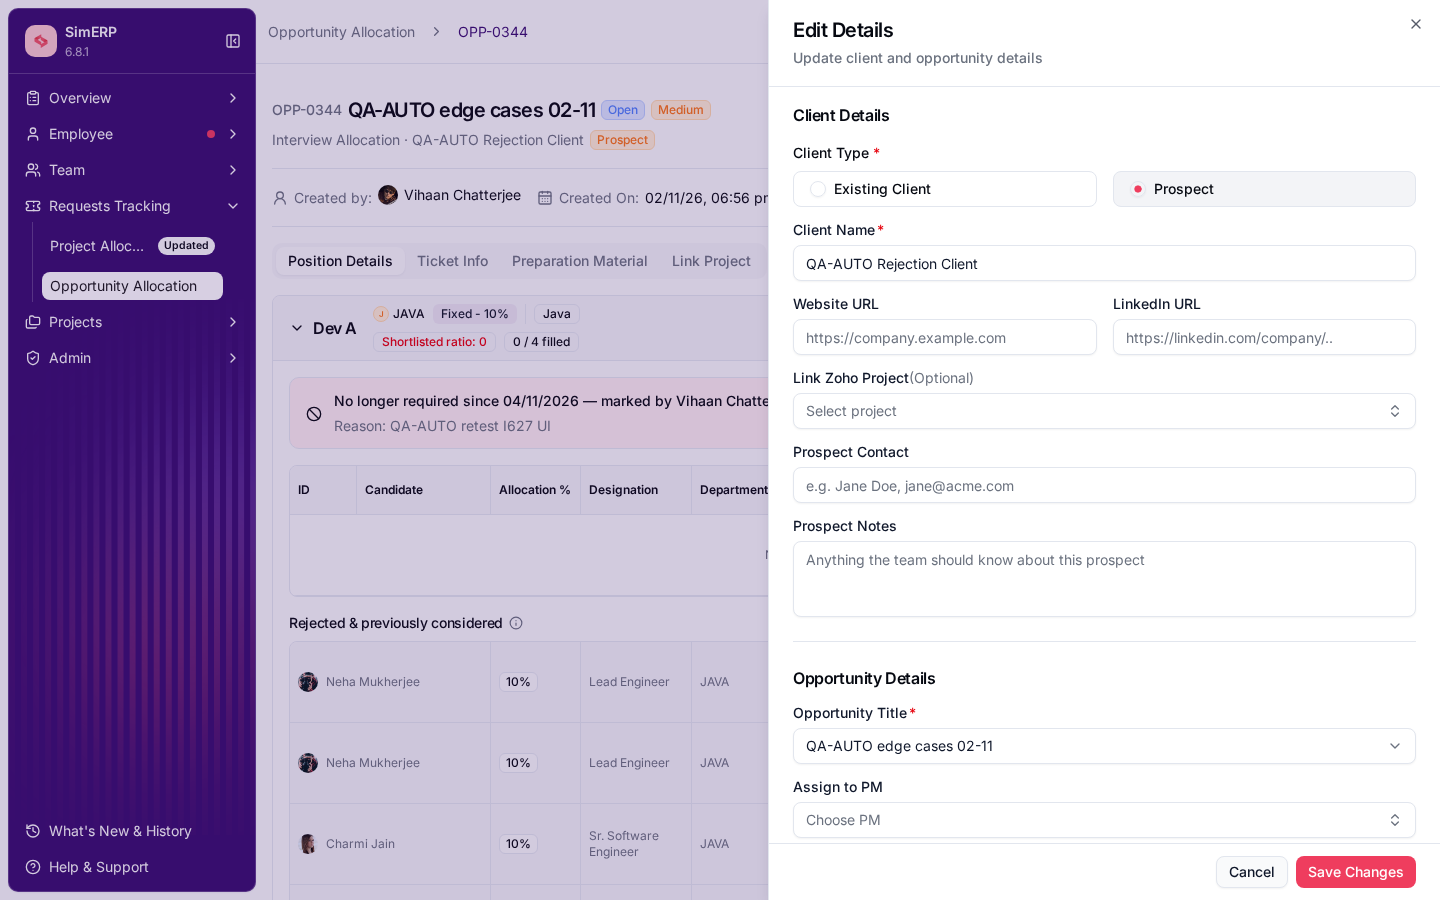 SimERP
6.8.1
Overview
Employee
Team
Requests Tracking
Project Alloc...
Updated
Opportunity Allocation
Projects
Admin
What's New & History
Help & Support
Opportunity Allocation
OPP-0344
OPP-0344 QA-AUTO edge cases 02-11 Open Medium
Interview Allocation · QA-AUTO Rejection Client Prospect
Created by: Vihaan Chatterjee Created On: 02/11/26, 06:56
Position Details
Ticket Info
Preparation Material
Link Project
Dev A
J JAVA Fixed - 10% Java
Shortlisted ratio: 0 0 / 4 filled
No longer required since 04/11/2026 — marked by Vihaan Chatte
Reason: QA-AUTO retest I627 UI
ID Candidate Allocation % Designation Department
Rejected & previously considered
Neha Mukherjee 10% Lead Engineer JAVA
Neha Mukherjee 10% Lead Engineer JAVA
Charmi Jain 10% Sr. Software Engineer JAVA
Edit Details
Update client and opportunity details
Client Details
Client Type *
Existing Client
Prospect
Client Name *
QA-AUTO Rejection Client
Website URL
LinkedIn URL
https://company.example.com
https://linkedin.com/company/..
Link Zoho Project(Optional)
Select project
Prospect Contact
e.g. Jane Doe, jane@acme.com
Prospect Notes
Anything the team should know about this prospect
Opportunity Details
Opportunity Title *
QA-AUTO edge cases 02-11
Assign to PM
Choose PM
Cancel
Save Changes